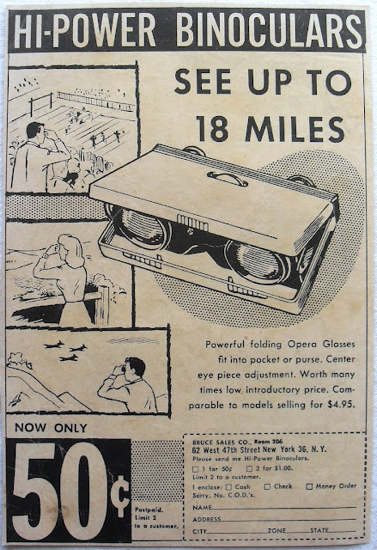 HI-POWER BINOCULARS
SEE UP TO
18 MILES
Powerful folding Opera Glasses
fit into pocket or purse. Center
eye piece adjustment. Worth many
times low introductory price. Com-
parable to models selling for $4.95.
NOW ONLY
50¢
Postpaid.
Limit 2
to a customer.
BRUCE SALES CO., Room 206
62 West 47th Street New York 36, N. Y.
Please send me Hi-Power Binoculars.
☐ 1 for 50¢ ☐ 2 for $1.00.
Limit 2 to a customer.
I enclose: ☐ Cash ☐ Check ☐ Money Order
Sorry, No. C.O.D.'s.
NAME
ADDRESS
CITY ZONE STATE